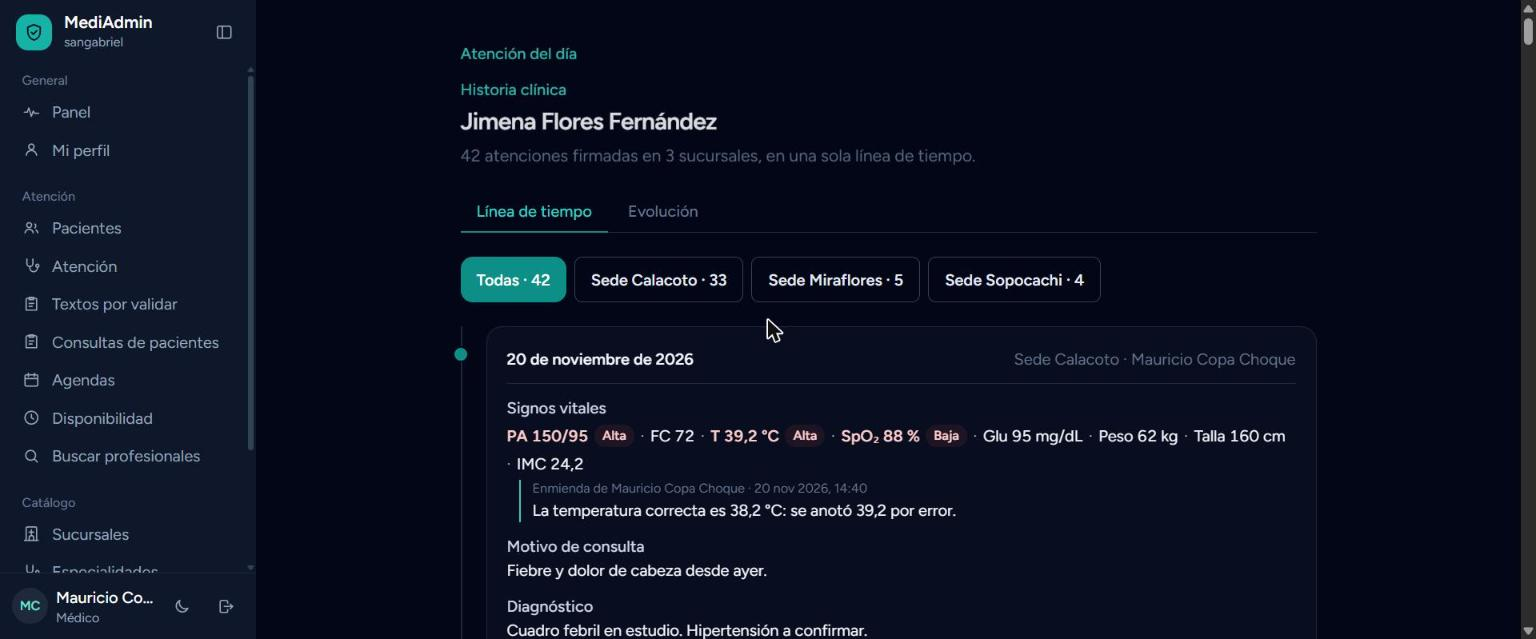 MediAdmin
sangabriel
General
Panel
Mi perfil
Atención
Pacientes
Atención
Textos por validar
Consultas de pacientes
Agendas
Disponibilidad
Buscar profesionales
Catálogo
Sucursales
Especialidades
MC
Mauricio Co...
Médico
Atención del día
Historia clínica
Jimena Flores Fernández
42 atenciones firmadas en 3 sucursales, en una sola línea de tiempo.
Línea de tiempo Evolución
Todas · 42 Sede Calacoto · 33 Sede Miraflores · 5 Sede Sopocachi · 4
20 de noviembre de 2026 Sede Calacoto · Mauricio Copa Choque
Signos vitales
PA 150/95 Alta · FC 72 · T 39,2 °C Alta · SpO₂ 88 % Baja · Glu 95 mg/dL · Peso 62 kg · Talla 160 cm
· IMC 24,2
Enmienda de Mauricio Copa Choque · 20 nov 2026, 14:40
La temperatura correcta es 38,2 °C: se anotó 39,2 por error.
Motivo de consulta
Fiebre y dolor de cabeza desde ayer.
Diagnóstico
Cuadro febril en estudio. Hipertensión a confirmar.